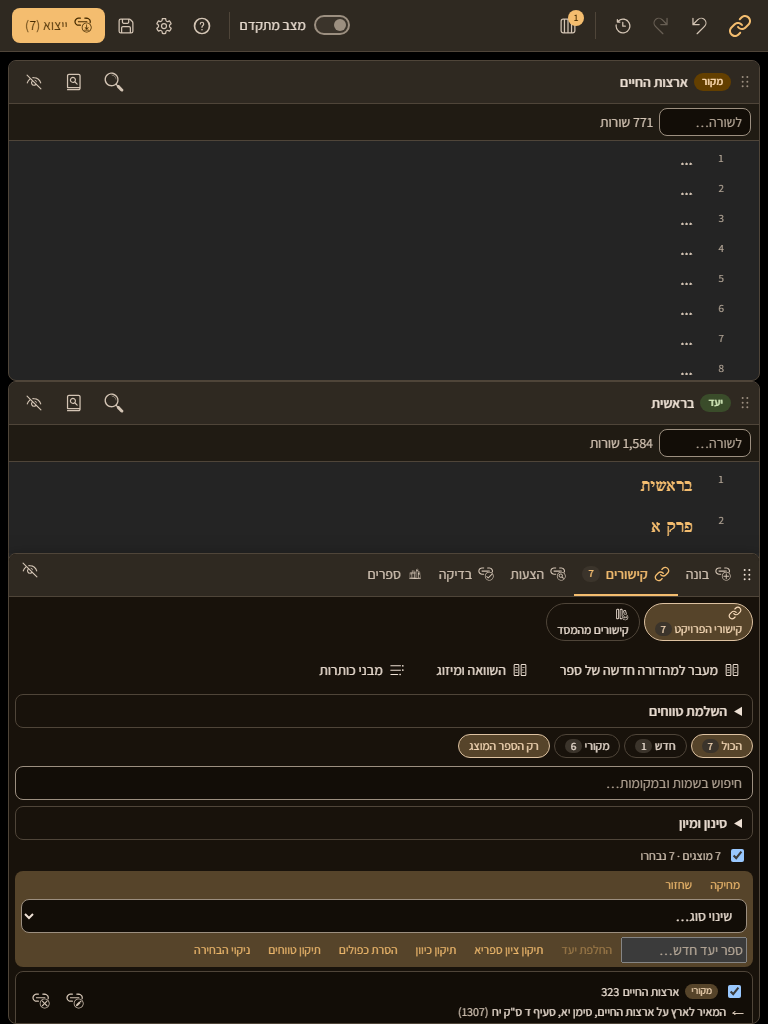 1 מצב מתקדם ייצוא (7)
מקור ארצות החיים
לשורה... 771 שורות
1 ...
2 ...
3 ...
4 ...
5 ...
6 ...
7 ...
8 ...
יעד בראשית
לשורה... 1,584 שורות
1 בראשית
2 פרק א
בונה קישורים 7 הצעות בדיקה ספרים
קישורי הפרויקט 7 קישורים מהמסד
מעבר למהדורה חדשה של ספר השוואה ומיזוג מבני כותרות
השלמת טווחים
הכול 7 חדש 1 מקורי 6 רק הספר המוצג
חיפוש בשמות ובמקומות...
סינון ומיון
7 מוצגים · 7 נבחרו
מחיקה שחזור
שינוי סוג...
ספר יעד חדש... החלפת יעד תיקון ציון ספריא תיקון כיוון הסרת כפולים תיקון טווחים ניקוי הבחירה
מקורי ארצות החיים 323
← המאיר לארץ על ארצות החיים, סימן יא, סעיף ד ס"ק יח (1307)